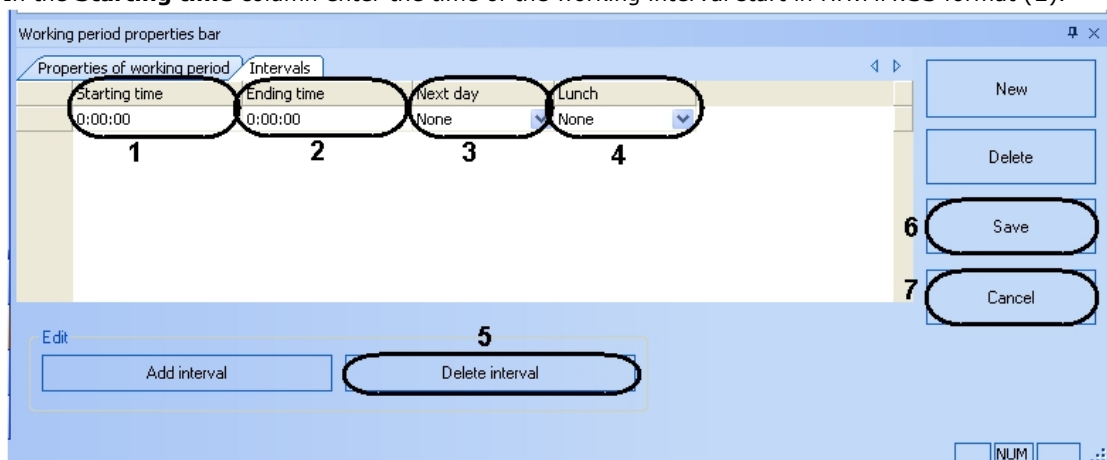 In the Starting time column enter the time of the working interval start in HH:MM:SS format (1).
Working period properties bar
Properties of working period Intervals
Starting time Ending time Next day Lunch
0:00:00 0:00:00 None None
1 2 3 4
New
Delete
6 Save
7 Cancel
Edit
5
Add interval Delete interval
NUM